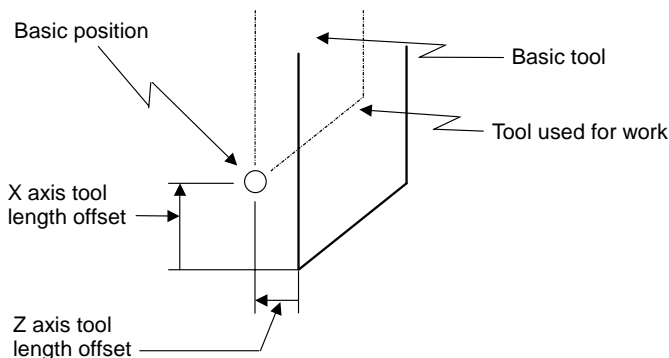 Basic position
Basic tool
Tool used for work
X axis tool
length offset
Z axis tool
length offset